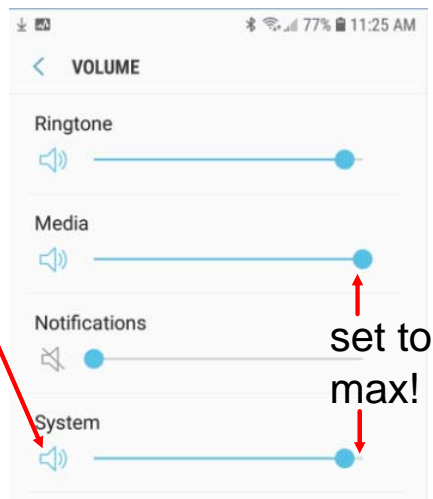 77% 11:25 AM
< VOLUME
Ringtone
Media
Notifications
set to
max!
System